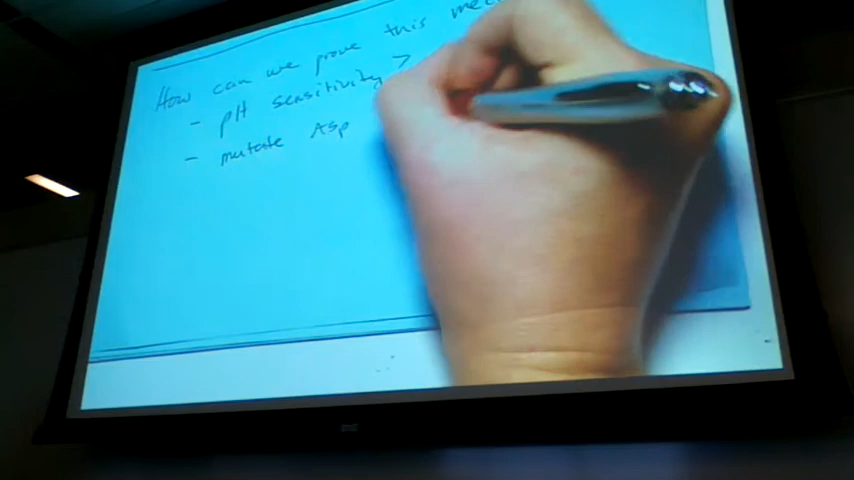 How can we prove this
- pH sensitivity >
- mutate Asp